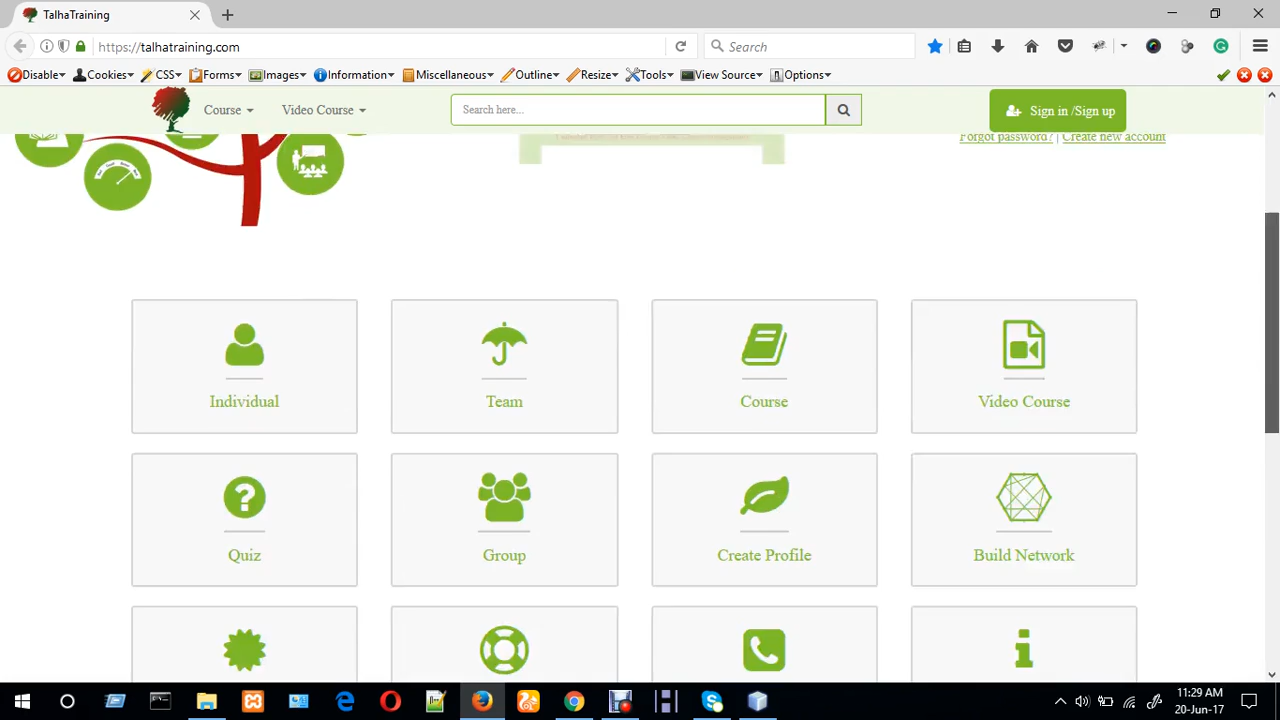 TalhaTraining
https://talhatraining.com
Search
Disable Cookies CSS Forms Images Information Miscellaneous Outline Resize Tools View Source Options
Course Video Course Search here... Sign in /Sign up
Forgot password? | Create new account
Individual Team Course Video Course
Quiz Group Create Profile Build Network
11:29 AM
20-Jun-17